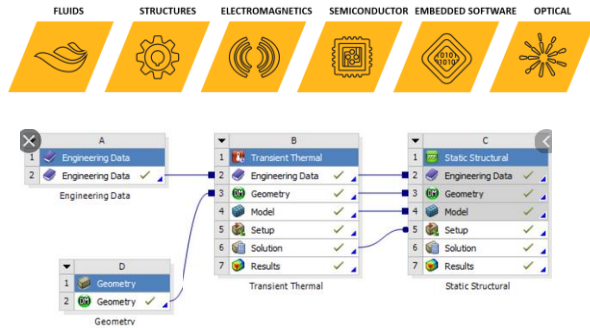 FLUIDS STRUCTURES ELECTROMAGNETICS SEMICONDUCTOR EMBEDDED SOFTWARE OPTICAL
1010
1010
A
1 Engineering Data
2 Engineering Data
Engineering Data
B
1 Transient Thermal
2 Engineering Data
3 Geometry
4 Model
5 Setup
6 Solution
7 Results
Transient Thermal
C
1 Static Structural
2 Engineering Data
3 Geometry
4 Model
5 Setup
6 Solution
7 Results
Static Structural
D
1 Geometry
2 Geometry
Geometry